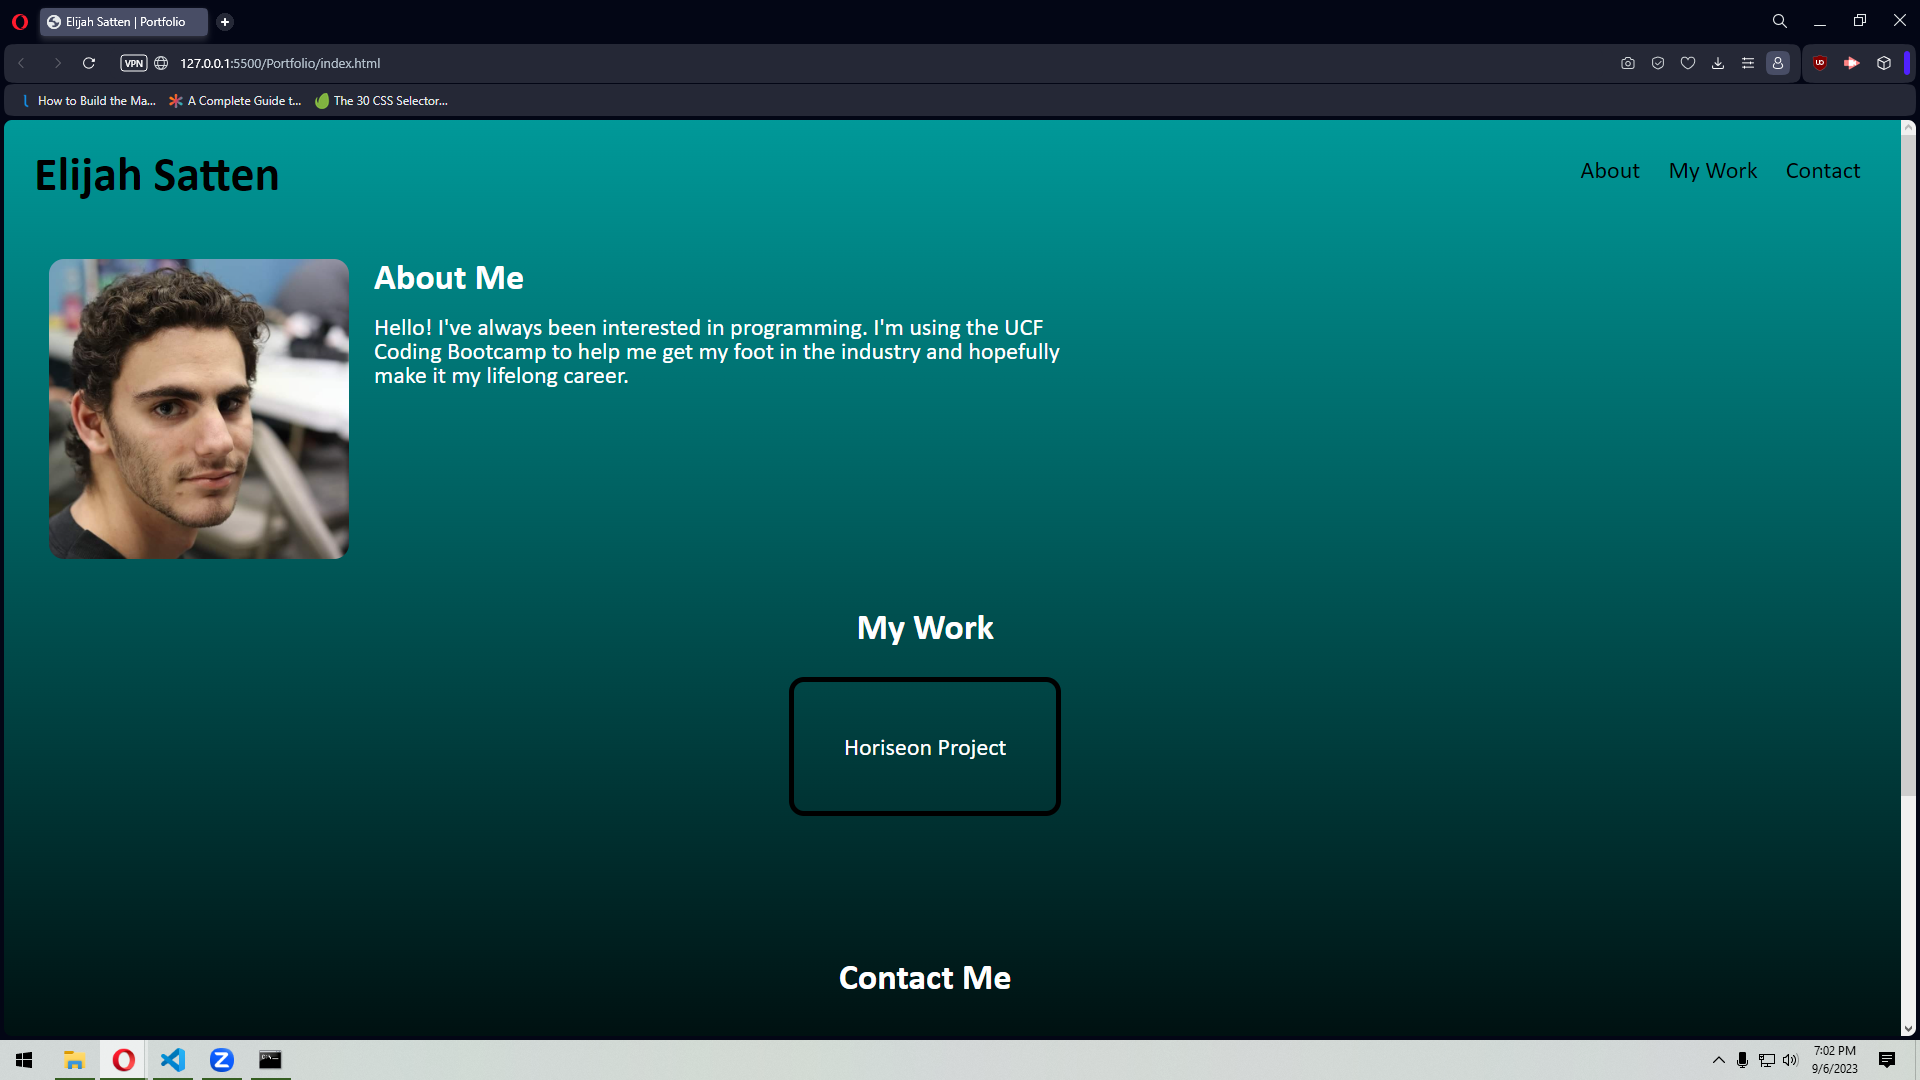 Elijah Satten | Portfolio
VPN
127.0.0.1:5500/Portfolio/index.html
How to Build the Ma...
A Complete Guide t...
The 30 CSS Selector...
Elijah Satten
About
My Work
Contact
About Me
Hello! I've always been interested in programming. I'm using the UCF
Coding Bootcamp to help me get my foot in the industry and hopefully
make it my lifelong career.
My Work
Horiseon Project
Contact Me
7:02 PM
9/6/2023